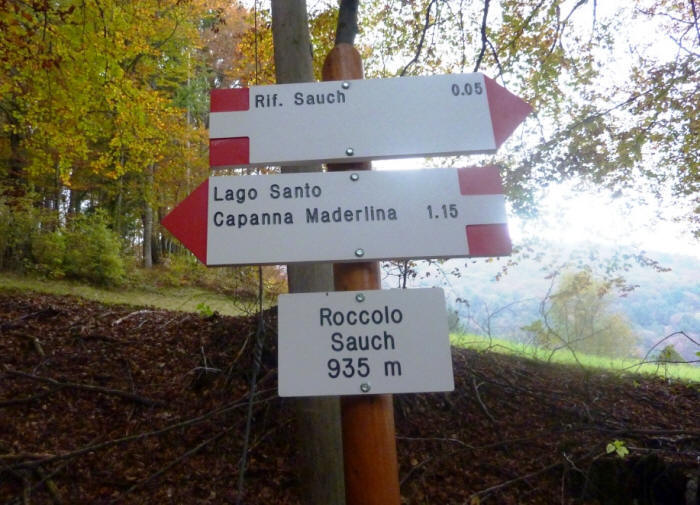 Rif. Sauch 0.05
Lago Santo
Capanna Maderlina 1.15
Roccolo
Sauch
935 m